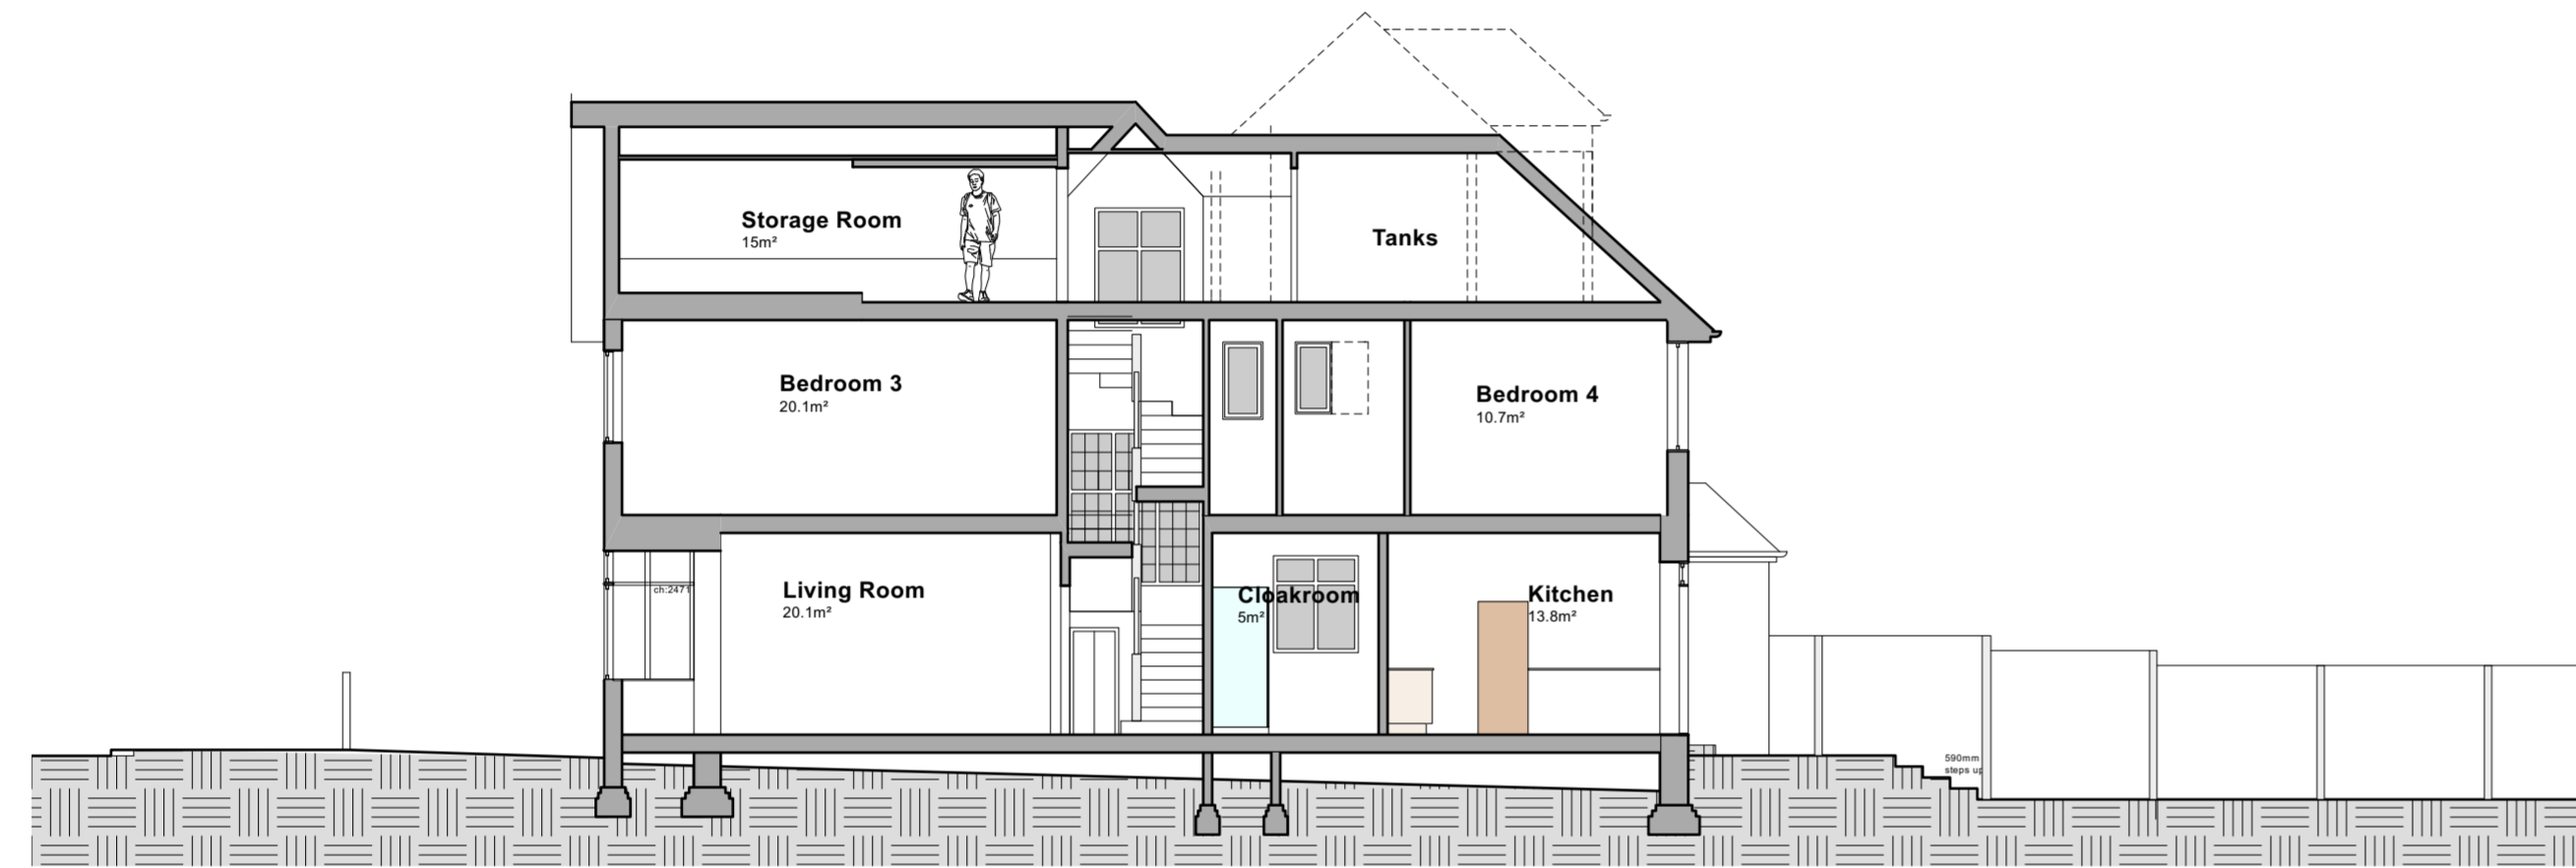 Storage Room
15m²
Tanks
Bedroom 3
20.1m²
Bedroom 4
10.7m²
ch:2471
Living Room
20.1m²
Cloakroom
5m²
Kitchen
13.8m²
590mm
steps up